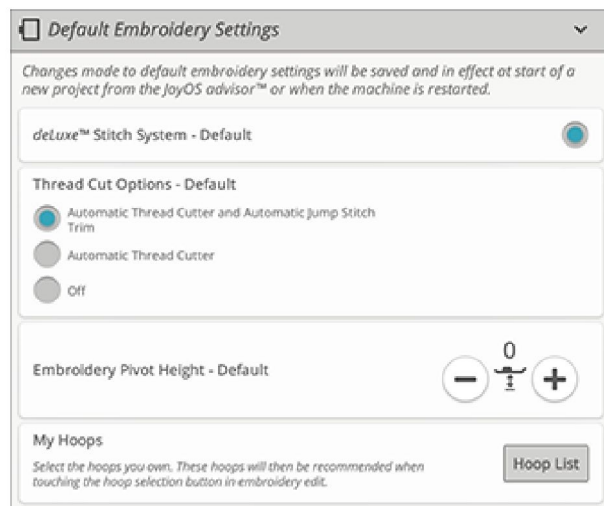 Default Embroidery Settings
Changes made to default embroidery settings will be saved and in effect at start of a
new project from the JoyOS advisor™ or when the machine is restarted.
deLuxe™ Stitch System - Default
Thread Cut Options - Default
Automatic Thread Cutter and Automatic Jump Stitch
Trim
Automatic Thread Cutter
Off
0
Embroidery Pivot Height - Default
My Hoops
Select the hoops you own. These hoops will then be recommended when
touching the hoop selection button in embroidery edit.
Hoop List